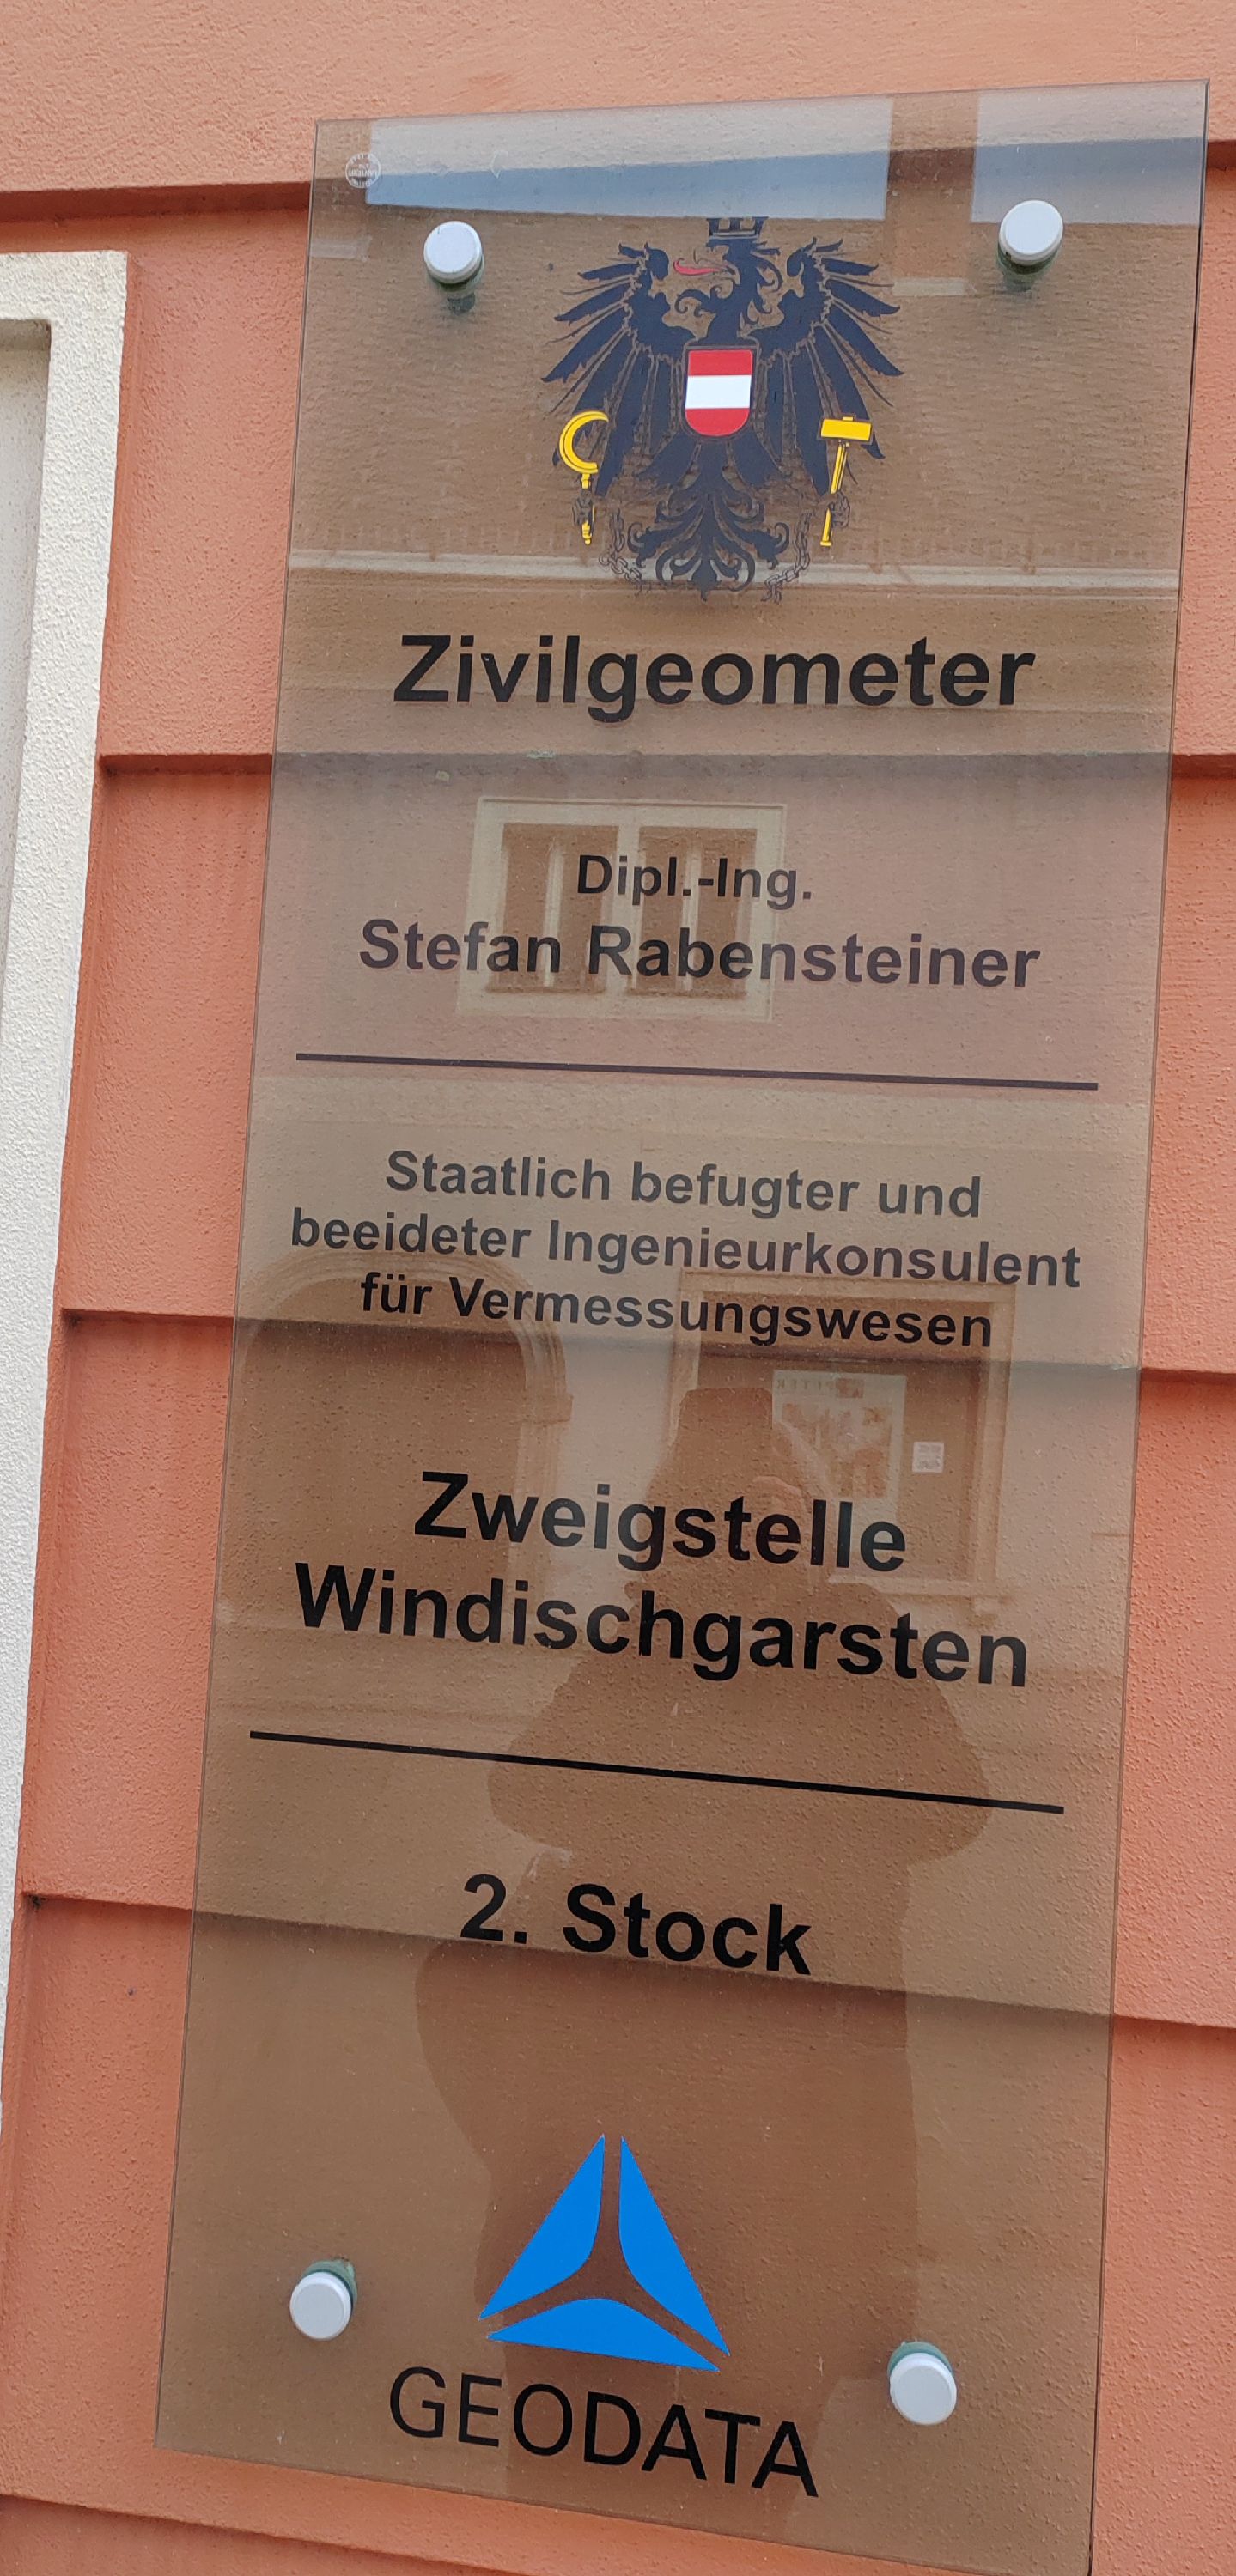 Zivilgeometer
Dipl.-Ing.
Stefan Rabensteiner
Staatlich befugter und
beeideter Ingenieurkonsulent
für Vermessungswesen
Zweigstelle
Windischgarsten
2. Stock
GEODATA